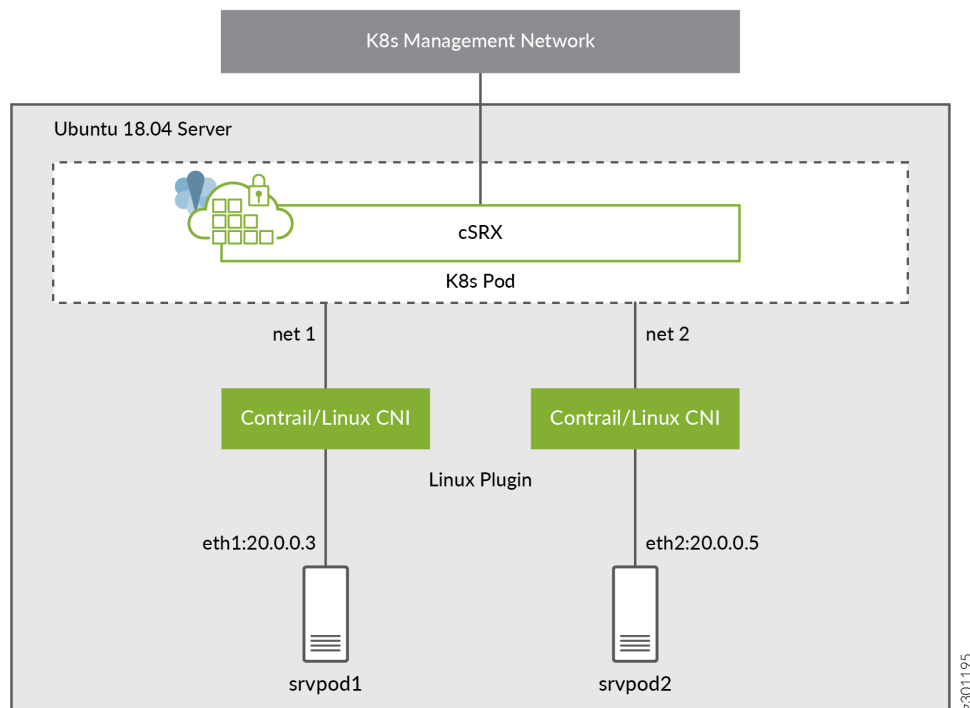 K8s Management Network
Ubuntu 18.04 Server
cSRX
K8s Pod
net 1
net 2
Contrail/Linux CNI
Contrail/Linux CNI
Linux Plugin
eth1:20.0.0.3
eth2:20.0.0.5
srvpod1
srvpod2
g301195